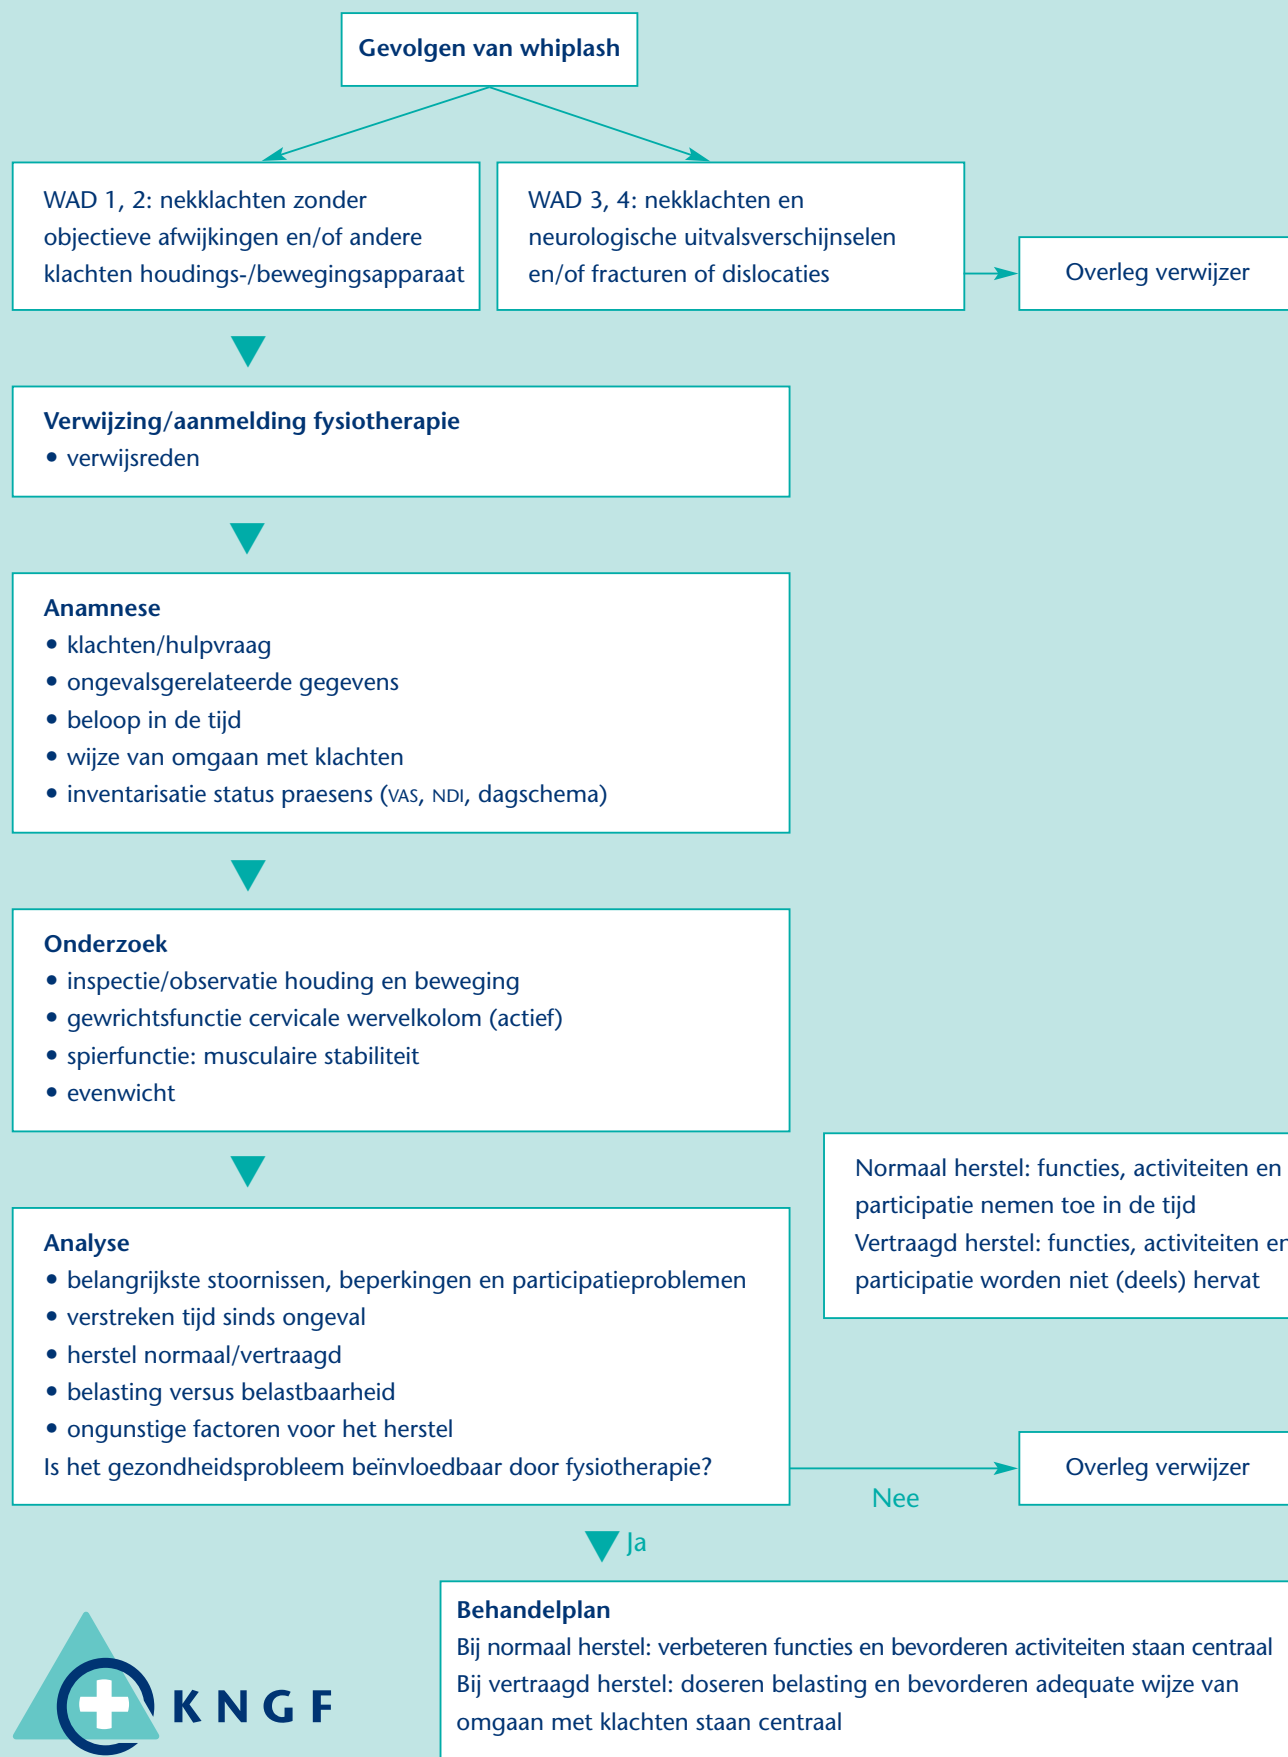 Gevolgen van whiplash
WAD 1, 2: nekklachten zonder
objectieve afwijkingen en/of andere
klachten houdings-/bewegingsapparaat
WAD 3, 4: nekklachten en
neurologische uitvalsverschijnselen
en/of fracturen of dislocaties
Overleg verwijzer
Verwijzing/aanmelding fysiotherapie
• verwijsreden
Anamnese
• klachten/hulpvraag
• ongevalsgerelateerde gegevens
• beloop in de tijd
• wijze van omgaan met klachten
• inventarisatie status praesens (VAS, NDI, dagschema)
Onderzoek
• inspectie/observatie houding en beweging
• gewrichtsfunctie cervicale wervelkolom (actief)
• spierfunctie: musculaire stabiliteit
• evenwicht
Normaal herstel: functies, activiteiten en
participatie nemen toe in de tijd
Vertraagd herstel: functies, activiteiten en
participatie worden niet (deels) hervat
Analyse
• belangrijkste stoornissen, beperkingen en participatieproblemen
• verstreken tijd sinds ongeval
• herstel normaal/vertraagd
• belasting versus belastbaarheid
• ongunstige factoren voor het herstel
Is het gezondheidsprobleem beïnvloedbaar door fysiotherapie?
Nee
Overleg verwijzer
Ja
Behandelplan
Bij normaal herstel: verbeteren functies en bevorderen activiteiten staan centraal
Bij vertraagd herstel: doseren belasting en bevorderen adequate wijze van
omgaan met klachten staan centraal
KNGF